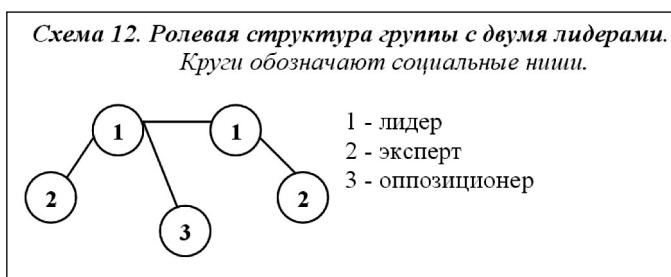 Схема 12. Ролевая структура группы с двумя лидерами.
Круги обозначают социальные ниши.
1 1
2 3 2
1 - лидер
2 - эксперт
3 - оппозиционер